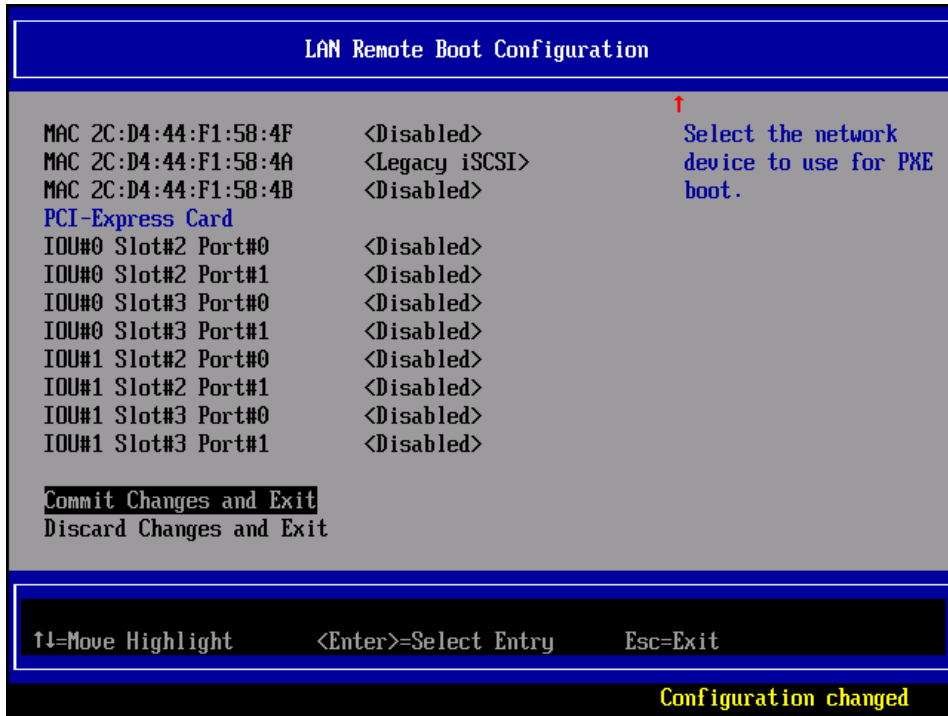 LAN Remote Boot Configuration
↑
MAC 2C:D4:44:F1:58:4F <Disabled> Select the network
MAC 2C:D4:44:F1:58:4A <Legacy iSCSI> device to use for PXE
MAC 2C:D4:44:F1:58:4B <Disabled> boot.
PCI-Express Card
IOU#0 Slot#2 Port#0 <Disabled>
IOU#0 Slot#2 Port#1 <Disabled>
IOU#0 Slot#3 Port#0 <Disabled>
IOU#0 Slot#3 Port#1 <Disabled>
IOU#1 Slot#2 Port#0 <Disabled>
IOU#1 Slot#2 Port#1 <Disabled>
IOU#1 Slot#3 Port#0 <Disabled>
IOU#1 Slot#3 Port#1 <Disabled>
Commit Changes and Exit
Discard Changes and Exit
↑↓=Move Highlight <Enter>=Select Entry Esc=Exit
Configuration changed